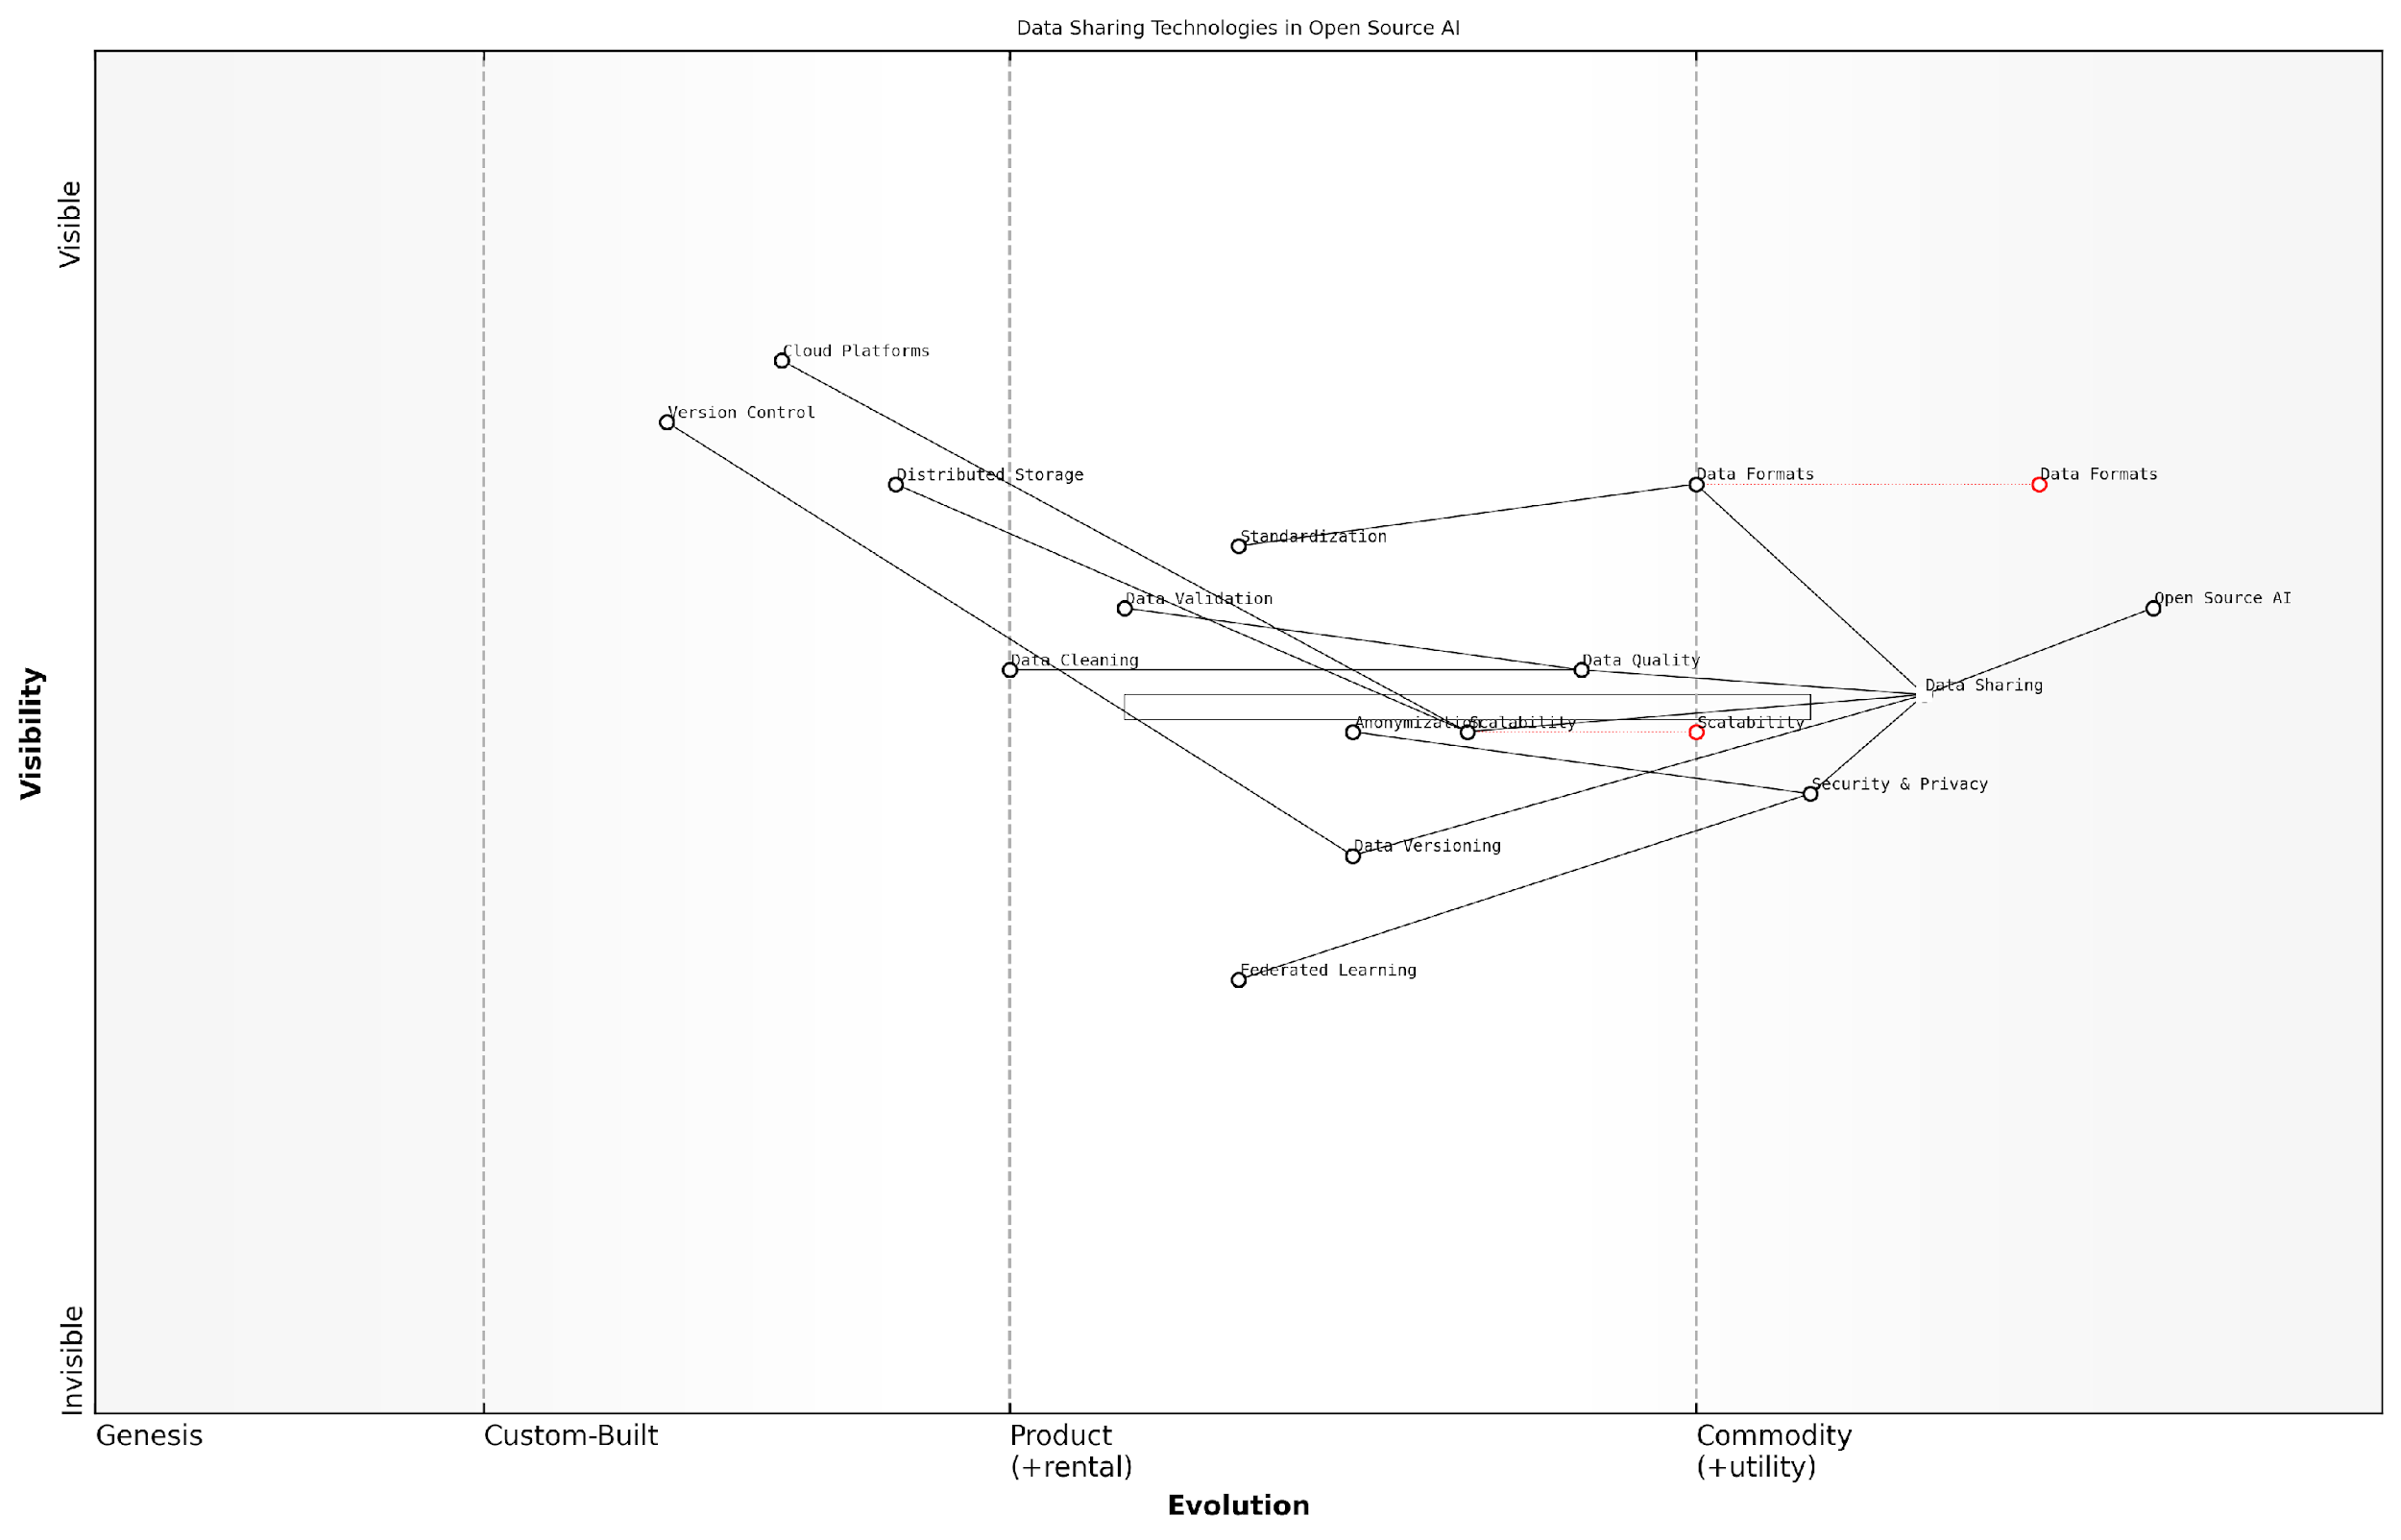 Data Sharing Technologies in Open Source AI
Visible
Cloud Platforms
Version Control
Distributed Storage
Data Formats
Data Formats
Standardization
Data Validation
Open Source AI
Data Cleaning
Data Quality
Data Sharing
Anonymization
Scalability
Scalability
Security & Privacy
Data Versioning
Federated Learning
Visibility
Invisible
Genesis
Custom-Built
Product
(+rental)
Commodity
(+utility)
Evolution